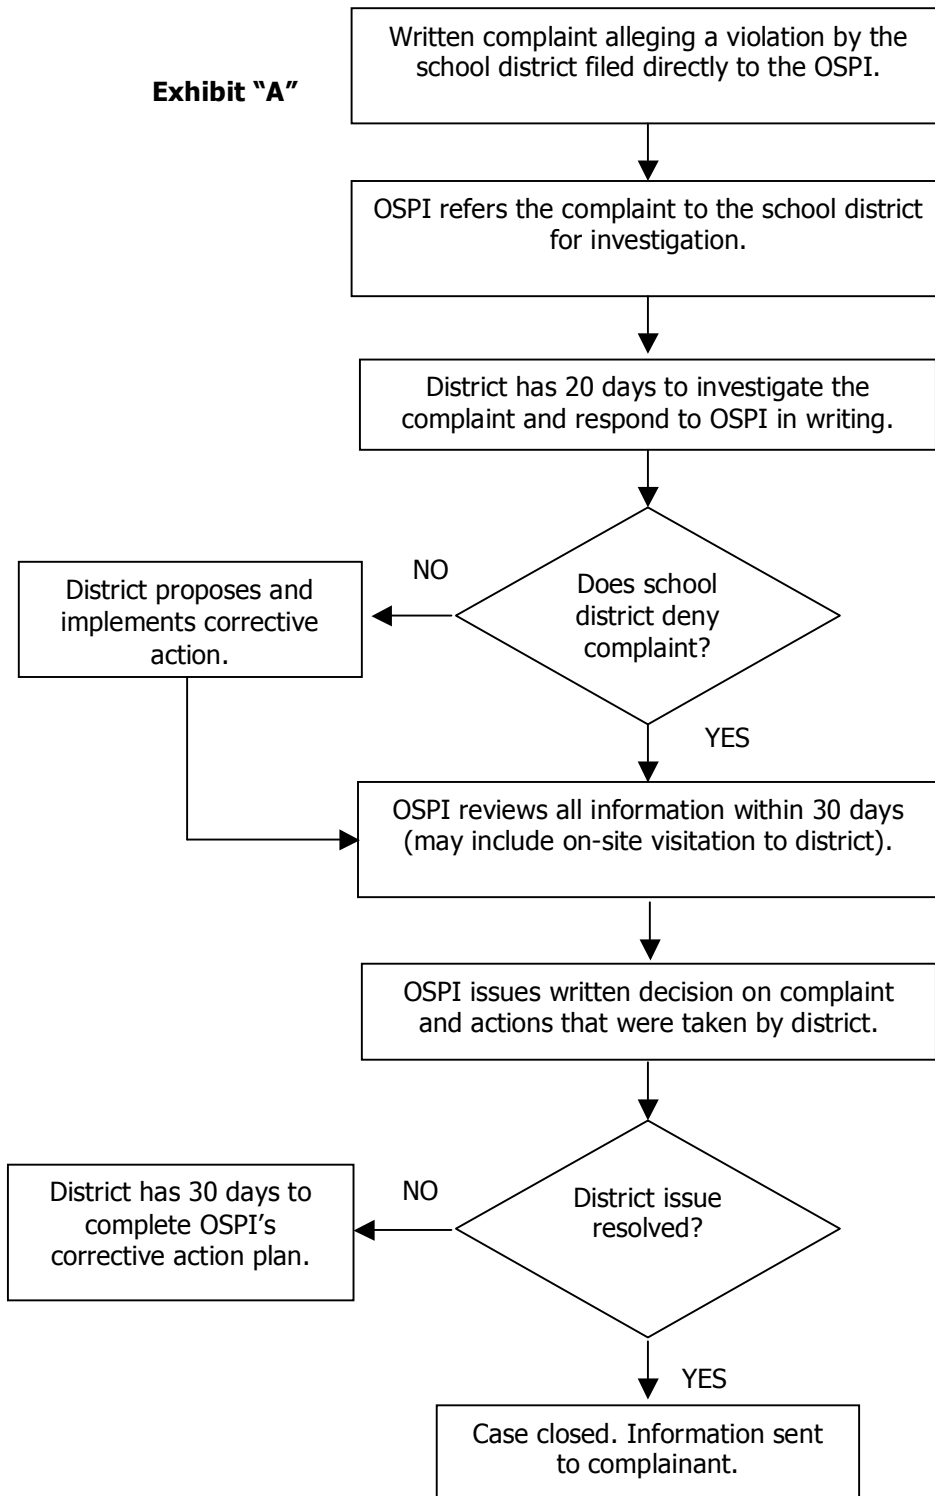 Written complaint alleging a violation by the
school district filed directly to the OSPI.
Exhibit “A”
OSPI refers the complaint to the school district
for investigation.
District has 20 days to investigate the
complaint and respond to OSPI in writing.
Does school
district deny
complaint?
NO
District proposes and
implements corrective
action.
YES
OSPI reviews all information within 30 days
(may include on-site visitation to district).
OSPI issues written decision on complaint
and actions that were taken by district.
District issue
resolved?
NO
District has 30 days to
complete OSPI’s
corrective action plan.
YES
Case closed. Information sent
to complainant.